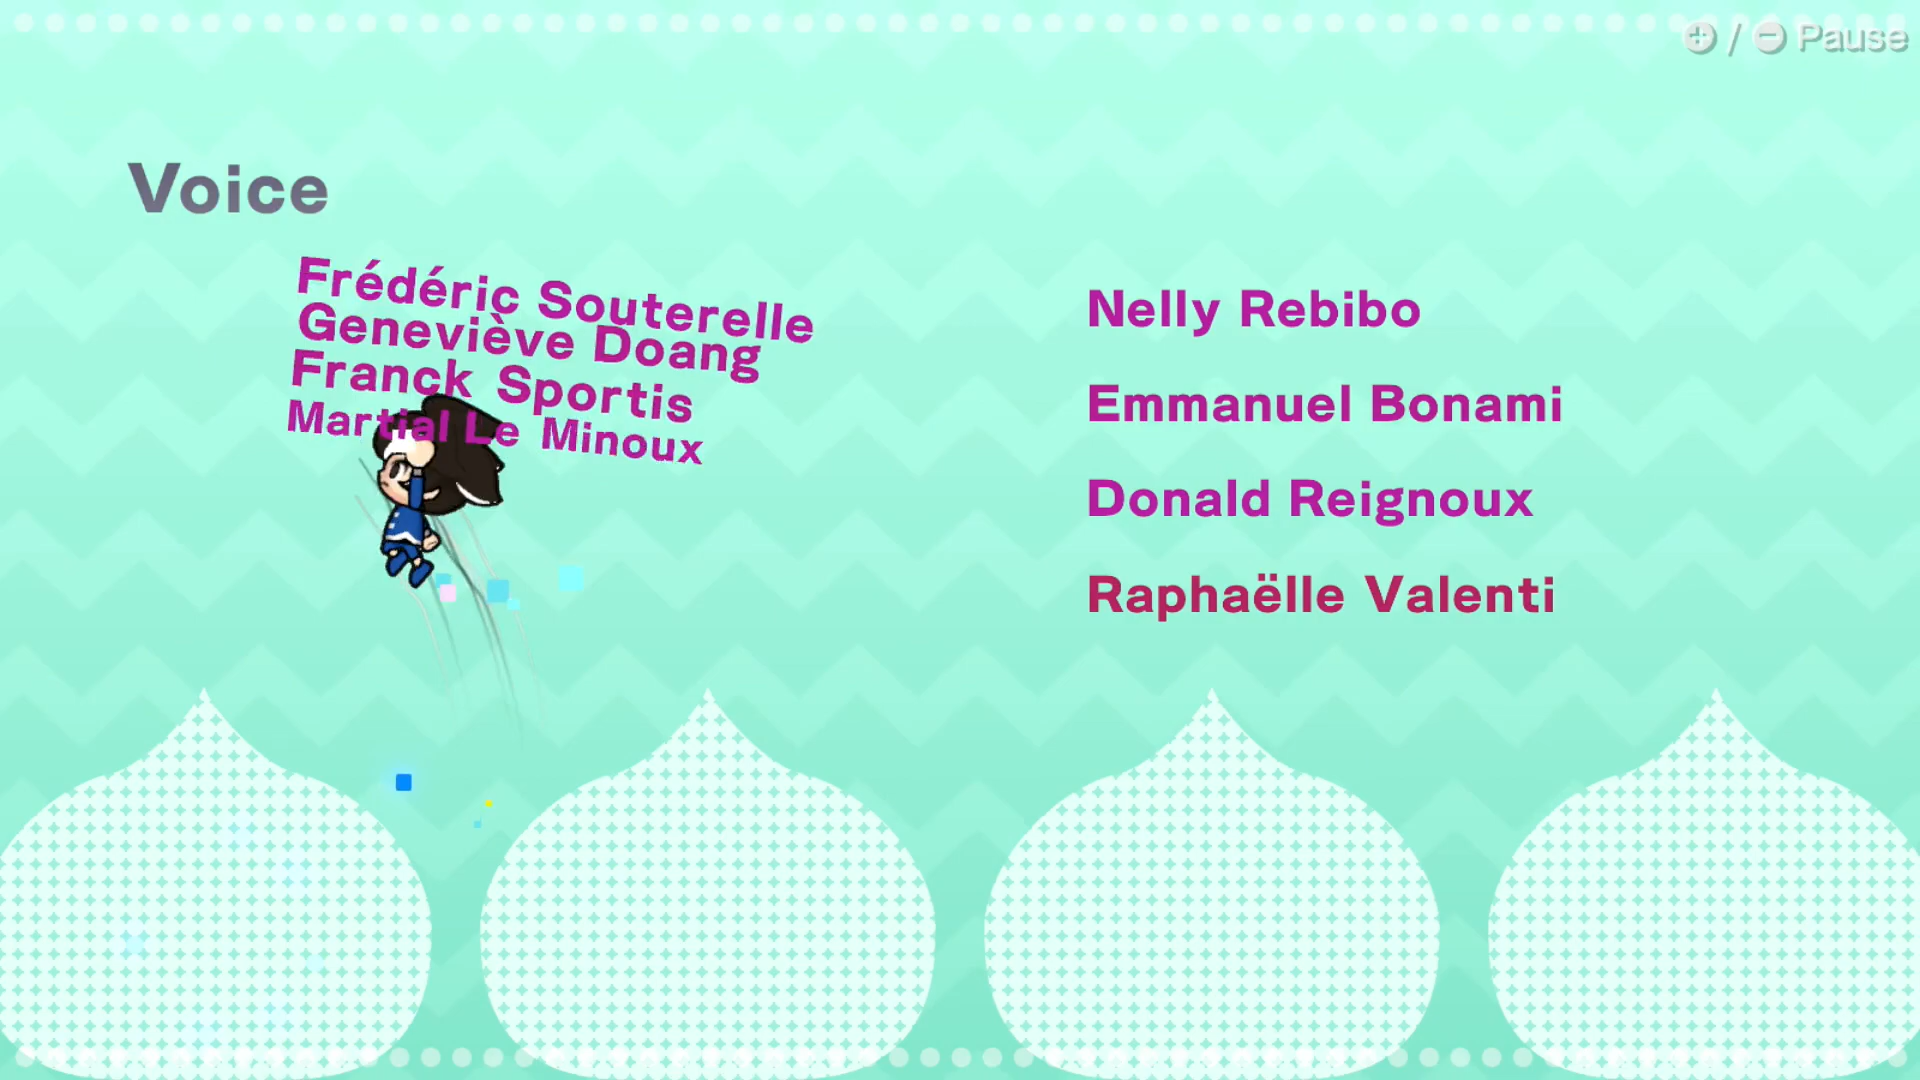 + / - Pause
Voice
Frédéric Souterelle
Geneviève Doang
Franck Sportis
Martial Le Minoux
Nelly Rebibo
Emmanuel Bonami
Donald Reignoux
Raphaëlle Valenti